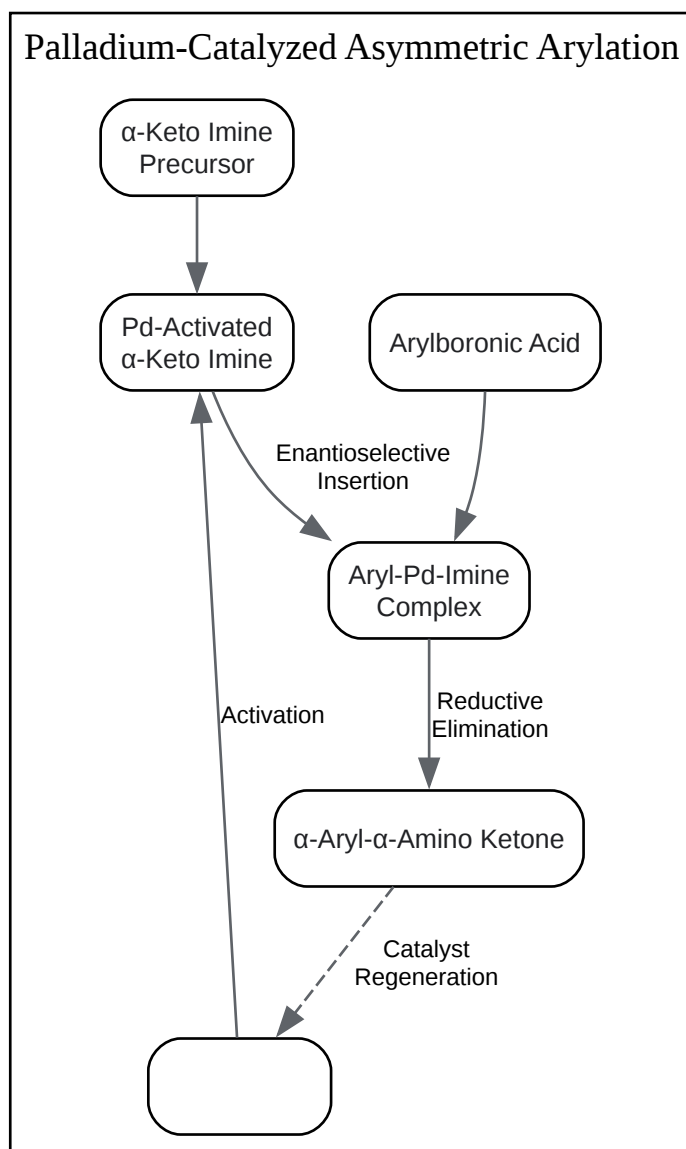 Palladium-Catalyzed Asymmetric Arylation
α-Keto Imine
Precursor
Pd-Activated
α-Keto Imine
Arylboronic Acid
Enantioselective
Insertion
Aryl-Pd-Imine
Complex
Activation
Reductive
Elimination
α-Aryl-α-Amino Ketone
Catalyst
Regeneration